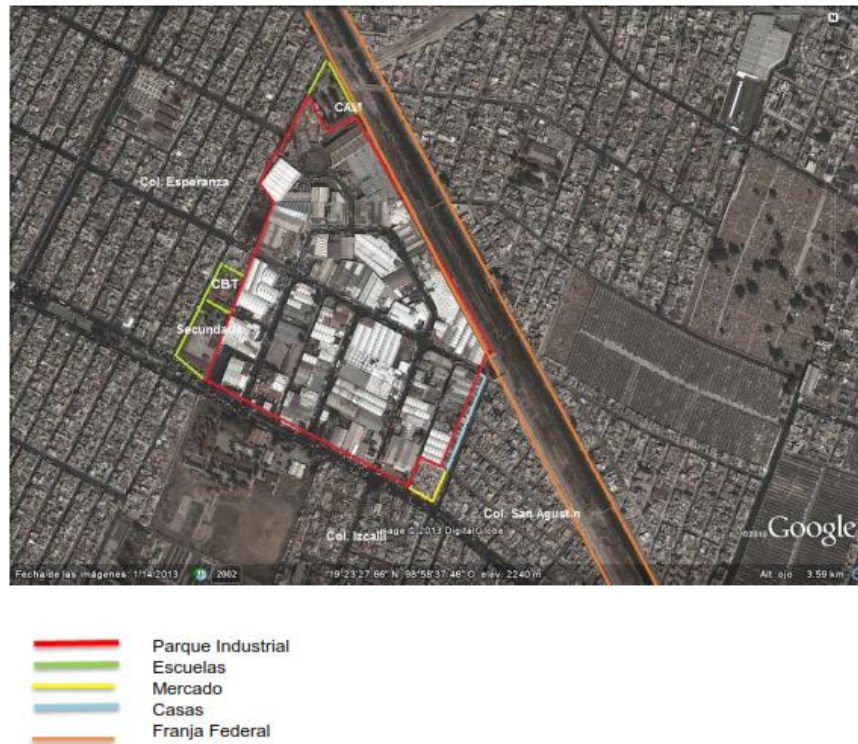 N
CAM
Col. Esperanza
CBT
Secundaria
Col. San Agustin
Image © 2013 DigitalGlobe
Col. Izcalli
©2010 Google
Fecha de las imágenes: 1/14/2013 2002 19°23'27.66" N 98°58'37.46" O elev. 2240 m Alt. ojo 3.59 km
Parque Industrial
Escuelas
Mercado
Casas
Franja Federal